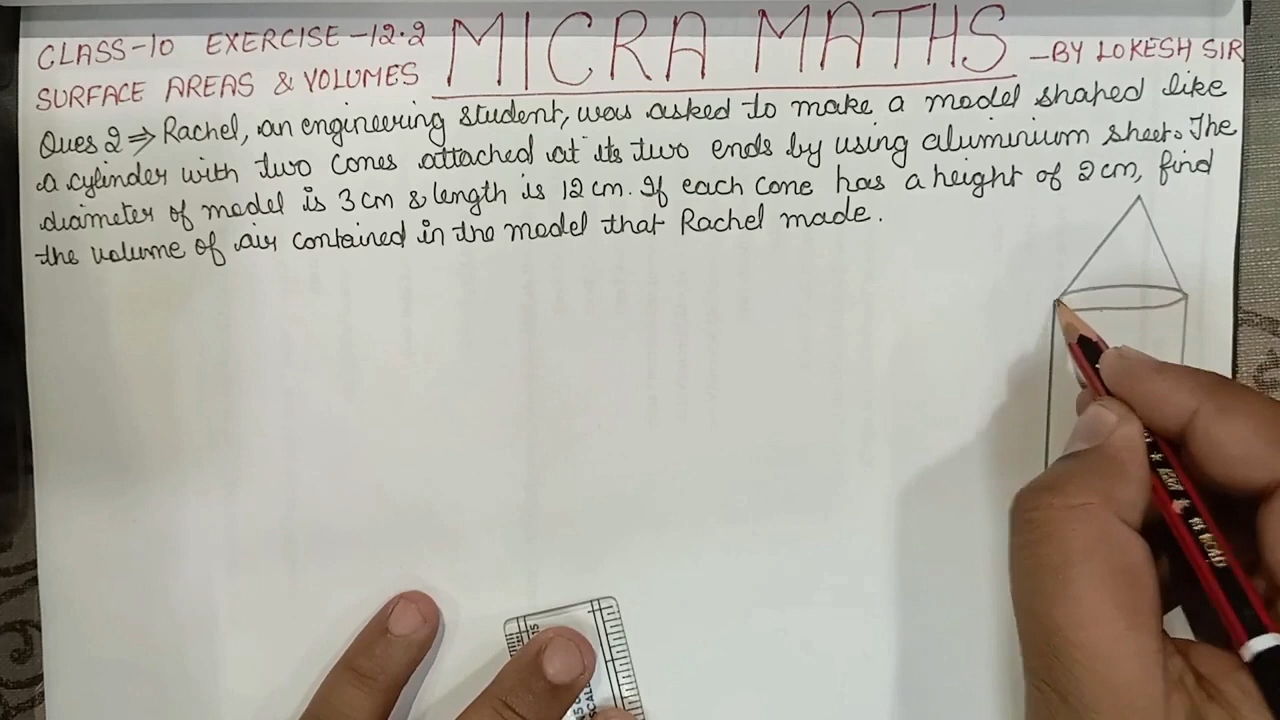 CLASS-10 EXERCISE-12.2 MICRA MATHS -BY LOKESH SIR
SURFACE AREAS & VOLUMES
Ques 2 ⇒ Rachel, an engineering student, was asked to make a model shaped like
a cylinder with two cones attached at its two ends by using aluminium sheet. The
diameter of model is 3 cm & length is 12 cm. If each cone has a height of 2 cm, find
the volume of air contained in the model that Rachel made.